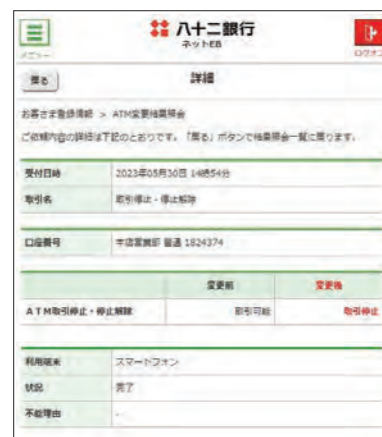 八十二銀行
ネットEB
メニュー
ログオフ
戻る
詳細
お客さま登録情報 > ATM変更結果照会
ご依頼内容の詳細は下記のとおりです。「戻る」ボタンで結果照会一覧に戻ります。
受付日時 2023年05月30日 14時54分
取引名 取引停止・停止解除
口座番号 本店営業部 普通 1824374
変更前 変更後
ATM取引停止・停止解除 取引可能 取引停止
利用端末 スマートフォン
状況 完了
不能理由 -